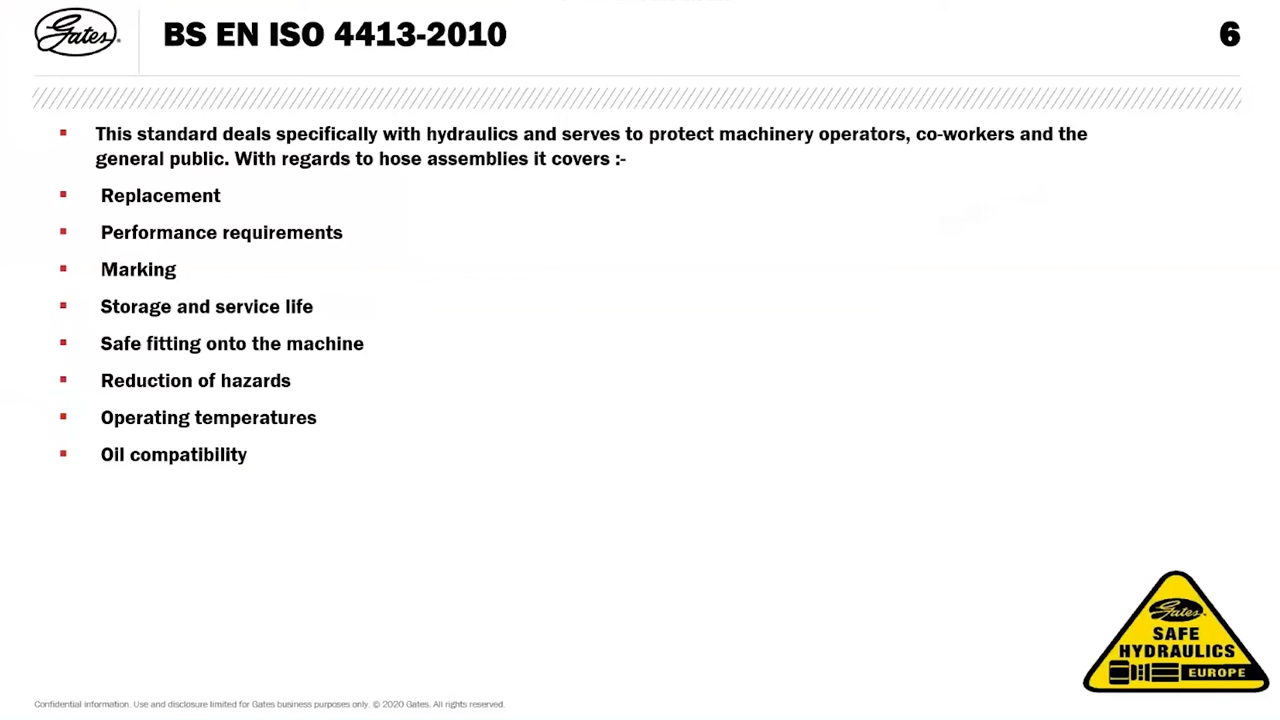 Gates
BS EN ISO 4413-2010
6
This standard deals specifically with hydraulics and serves to protect machinery operators, co-workers and the
general public. With regards to hose assemblies it covers :-
Replacement
Performance requirements
Marking
Storage and service life
Safe fitting onto the machine
Reduction of hazards
Operating temperatures
Oil compatibility
Gates
SAFE
HYDRAULICS
EUROPE
Confidential information. Use and disclosure limited for Gates business purposes only. © 2020 Gates. All rights reserved.